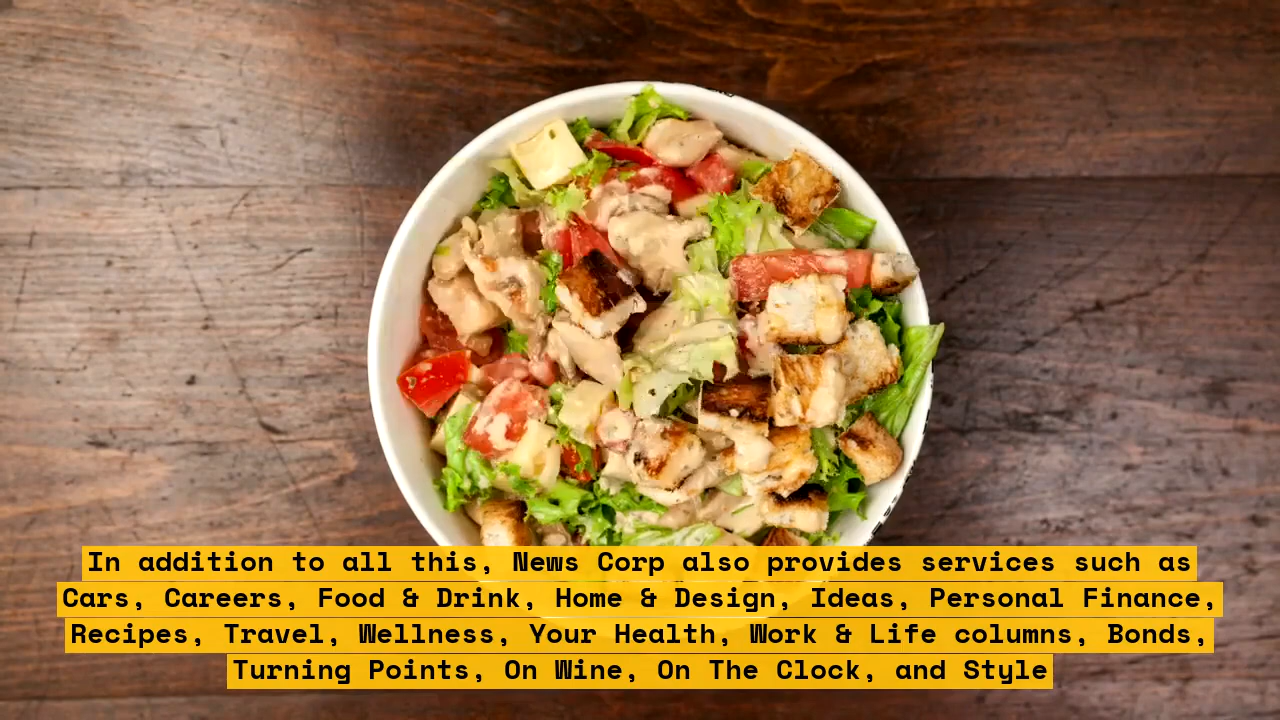 In addition to all this, News Corp also provides services such as
Cars, Careers, Food & Drink, Home & Design, Ideas, Personal Finance,
Recipes, Travel, Wellness, Your Health, Work & Life columns, Bonds,
Turning Points, On Wine, On The Clock, and Style